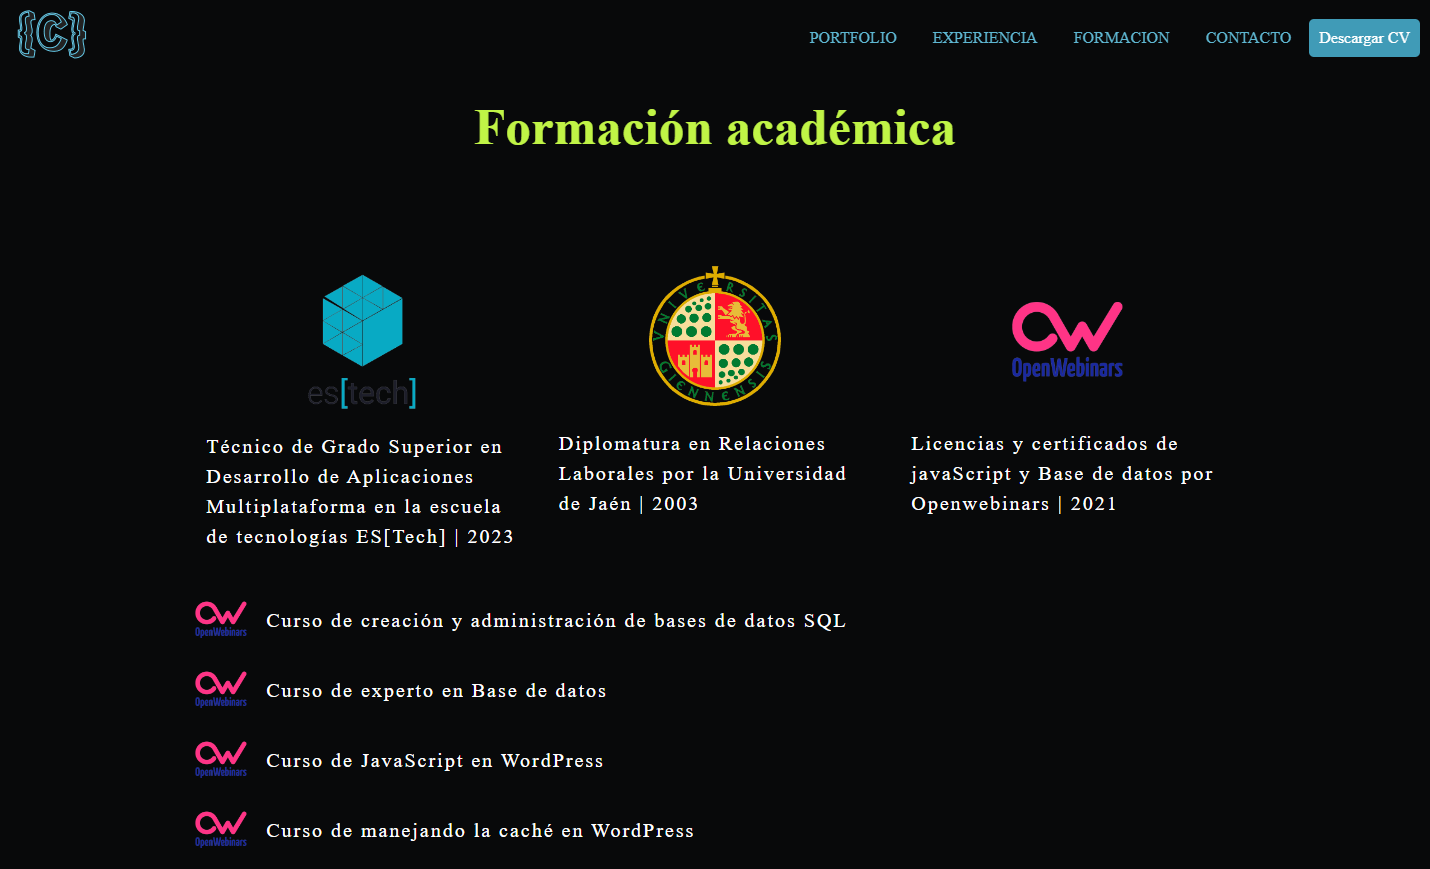 {C}
PORTFOLIO EXPERIENCIA FORMACION CONTACTO Descargar CV
Formación académica
es[tech]
VNIVERSITAS GIENNENSIS
OpenWebinars
Técnico de Grado Superior en
Desarrollo de Aplicaciones
Multiplataforma en la escuela
de tecnologías ES[Tech] | 2023
Diplomatura en Relaciones
Laborales por la Universidad
de Jaén | 2003
Licencias y certificados de
javaScript y Base de datos por
Openwebinars | 2021
OpenWebinars Curso de creación y administración de bases de datos SQL
OpenWebinars Curso de experto en Base de datos
OpenWebinars Curso de JavaScript en WordPress
OpenWebinars Curso de manejando la caché en WordPress